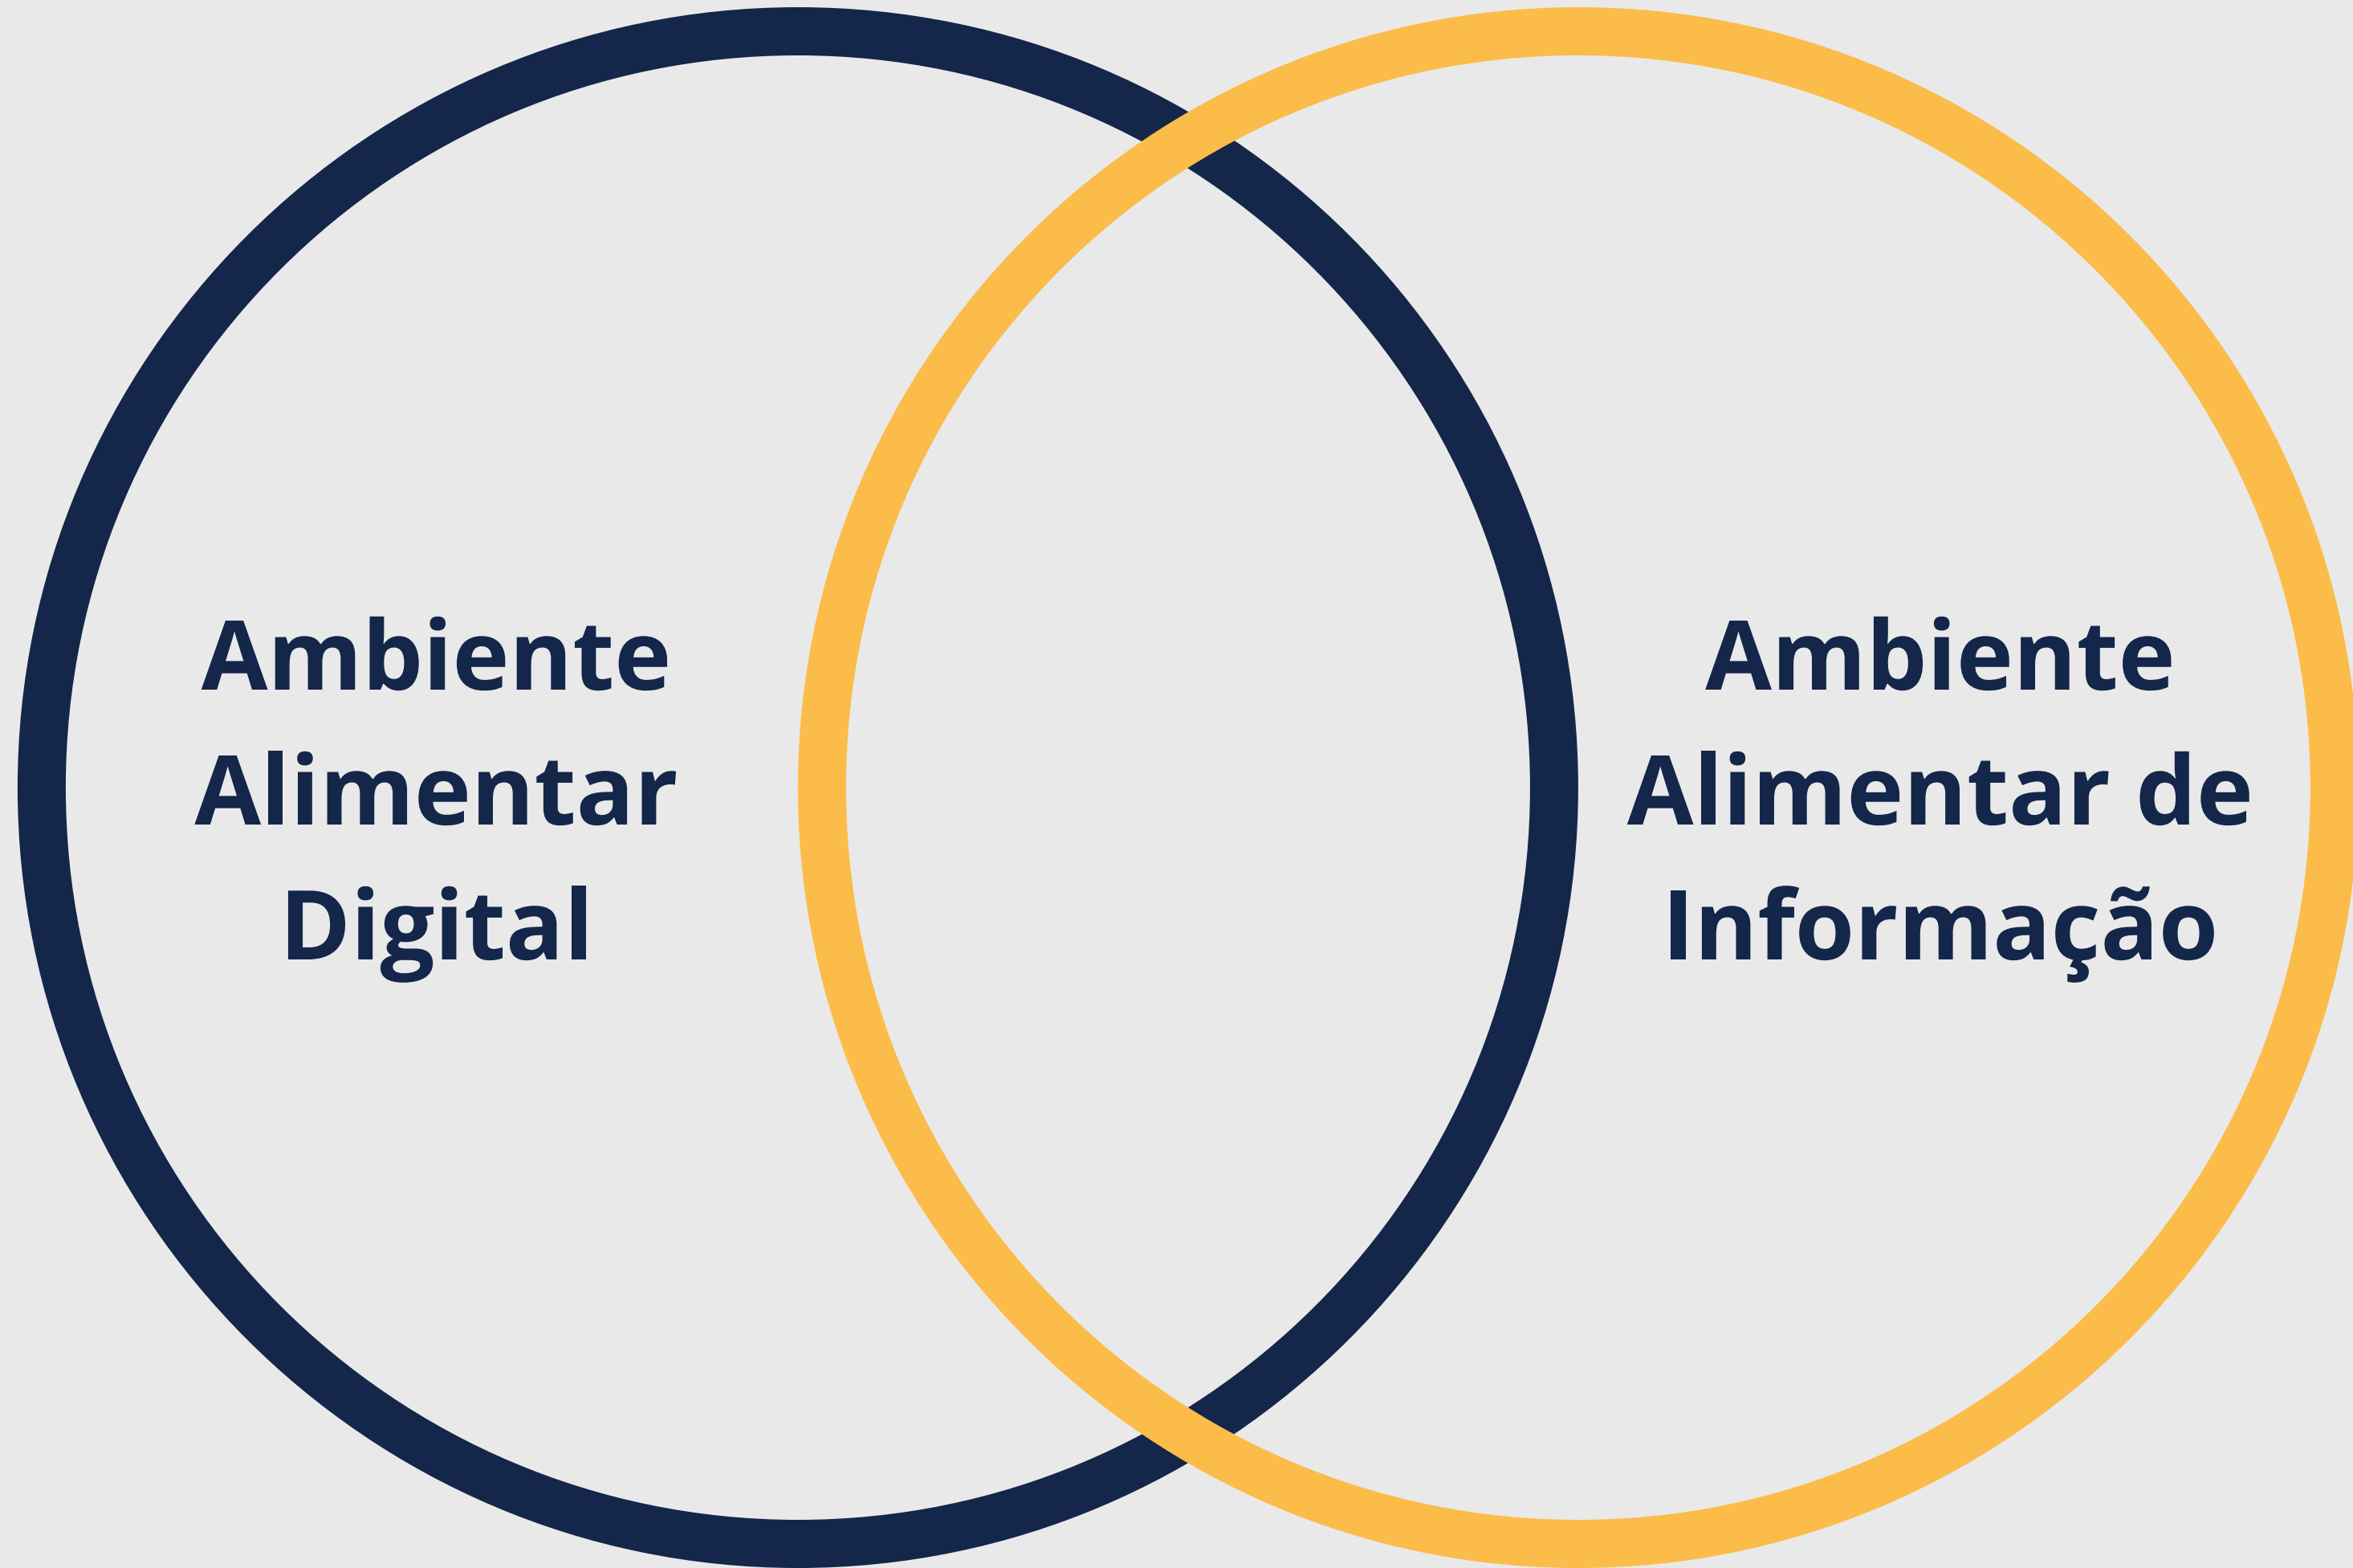 Ambiente
Alimentar
Digital
Ambiente
Alimentar de
Informação